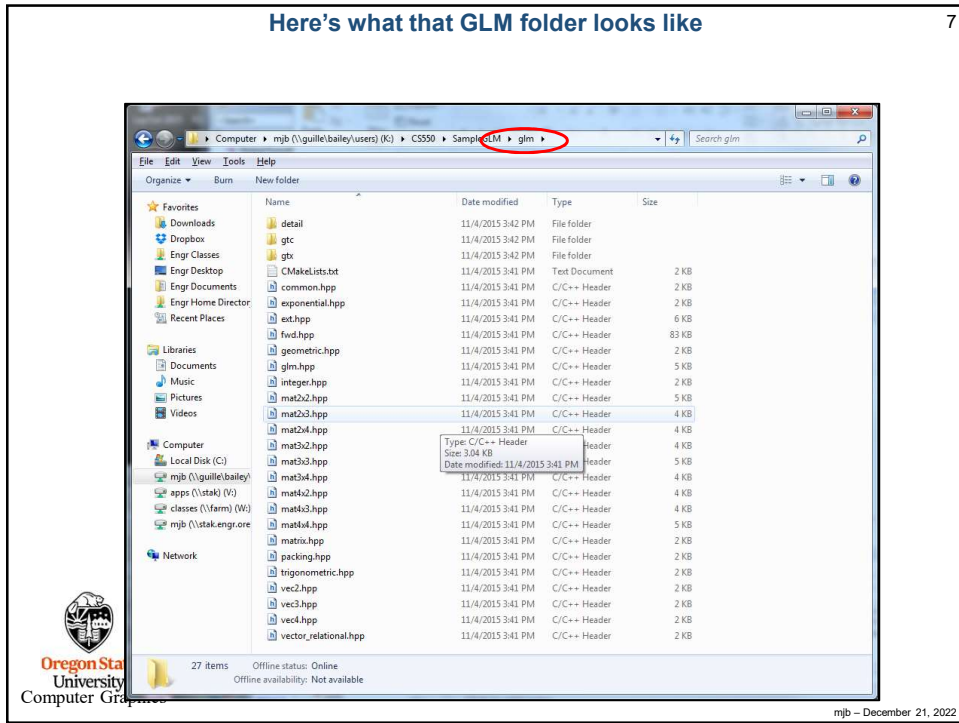 Here's what that GLM folder looks like
7
Computer ▸ mjb (\\guille\bailey\users) (K:) ▸ CS550 ▸ SampleGLM ▸ glm ▸
Search glm
File Edit View Tools Help
Organize Burn New folder
Name Date modified Type Size
Favorites
Downloads
Dropbox
Engr Classes
Engr Desktop
Engr Documents
Engr Home Director
Recent Places
Libraries
Documents
Music
Pictures
Videos
Computer
Local Disk (C:)
mjb (\\guille\bailey\
apps (\\stak) (V:)
classes (\\farm) (W:)
mjb (\\stak.engr.ore
Network
detail 11/4/2015 3:42 PM File folder
gtc 11/4/2015 3:42 PM File folder
gtx 11/4/2015 3:42 PM File folder
CMakeLists.txt 11/4/2015 3:41 PM Text Document 2 KB
common.hpp 11/4/2015 3:41 PM C/C++ Header 2 KB
exponential.hpp 11/4/2015 3:41 PM C/C++ Header 2 KB
ext.hpp 11/4/2015 3:41 PM C/C++ Header 6 KB
fwd.hpp 11/4/2015 3:41 PM C/C++ Header 83 KB
geometric.hpp 11/4/2015 3:41 PM C/C++ Header 2 KB
glm.hpp 11/4/2015 3:41 PM C/C++ Header 5 KB
integer.hpp 11/4/2015 3:41 PM C/C++ Header 2 KB
mat2x2.hpp 11/4/2015 3:41 PM C/C++ Header 5 KB
mat2x3.hpp 11/4/2015 3:41 PM C/C++ Header 4 KB
mat2x4.hpp 11/4/2015 3:41 PM C/C++ Header 4 KB
mat3x2.hpp Header 4 KB
mat3x3.hpp Header 5 KB
mat3x4.hpp 11/4/2015 3:41 PM C/C++ Header 4 KB
mat4x2.hpp 11/4/2015 3:41 PM C/C++ Header 4 KB
mat4x3.hpp 11/4/2015 3:41 PM C/C++ Header 4 KB
mat4x4.hpp 11/4/2015 3:41 PM C/C++ Header 5 KB
matrix.hpp 11/4/2015 3:41 PM C/C++ Header 2 KB
packing.hpp 11/4/2015 3:41 PM C/C++ Header 2 KB
trigonometric.hpp 11/4/2015 3:41 PM C/C++ Header 2 KB
vec2.hpp 11/4/2015 3:41 PM C/C++ Header 2 KB
vec3.hpp 11/4/2015 3:41 PM C/C++ Header 2 KB
vec4.hpp 11/4/2015 3:41 PM C/C++ Header 2 KB
vector_relational.hpp 11/4/2015 3:41 PM C/C++ Header 2 KB
Type: C/C++ Header
Size: 3.04 KB
Date modified: 11/4/2015 3:41 PM
27 items Offline status: Online
Offline availability: Not available
Oregon Sta
University
Computer Graphics
mjb – December 21, 2022